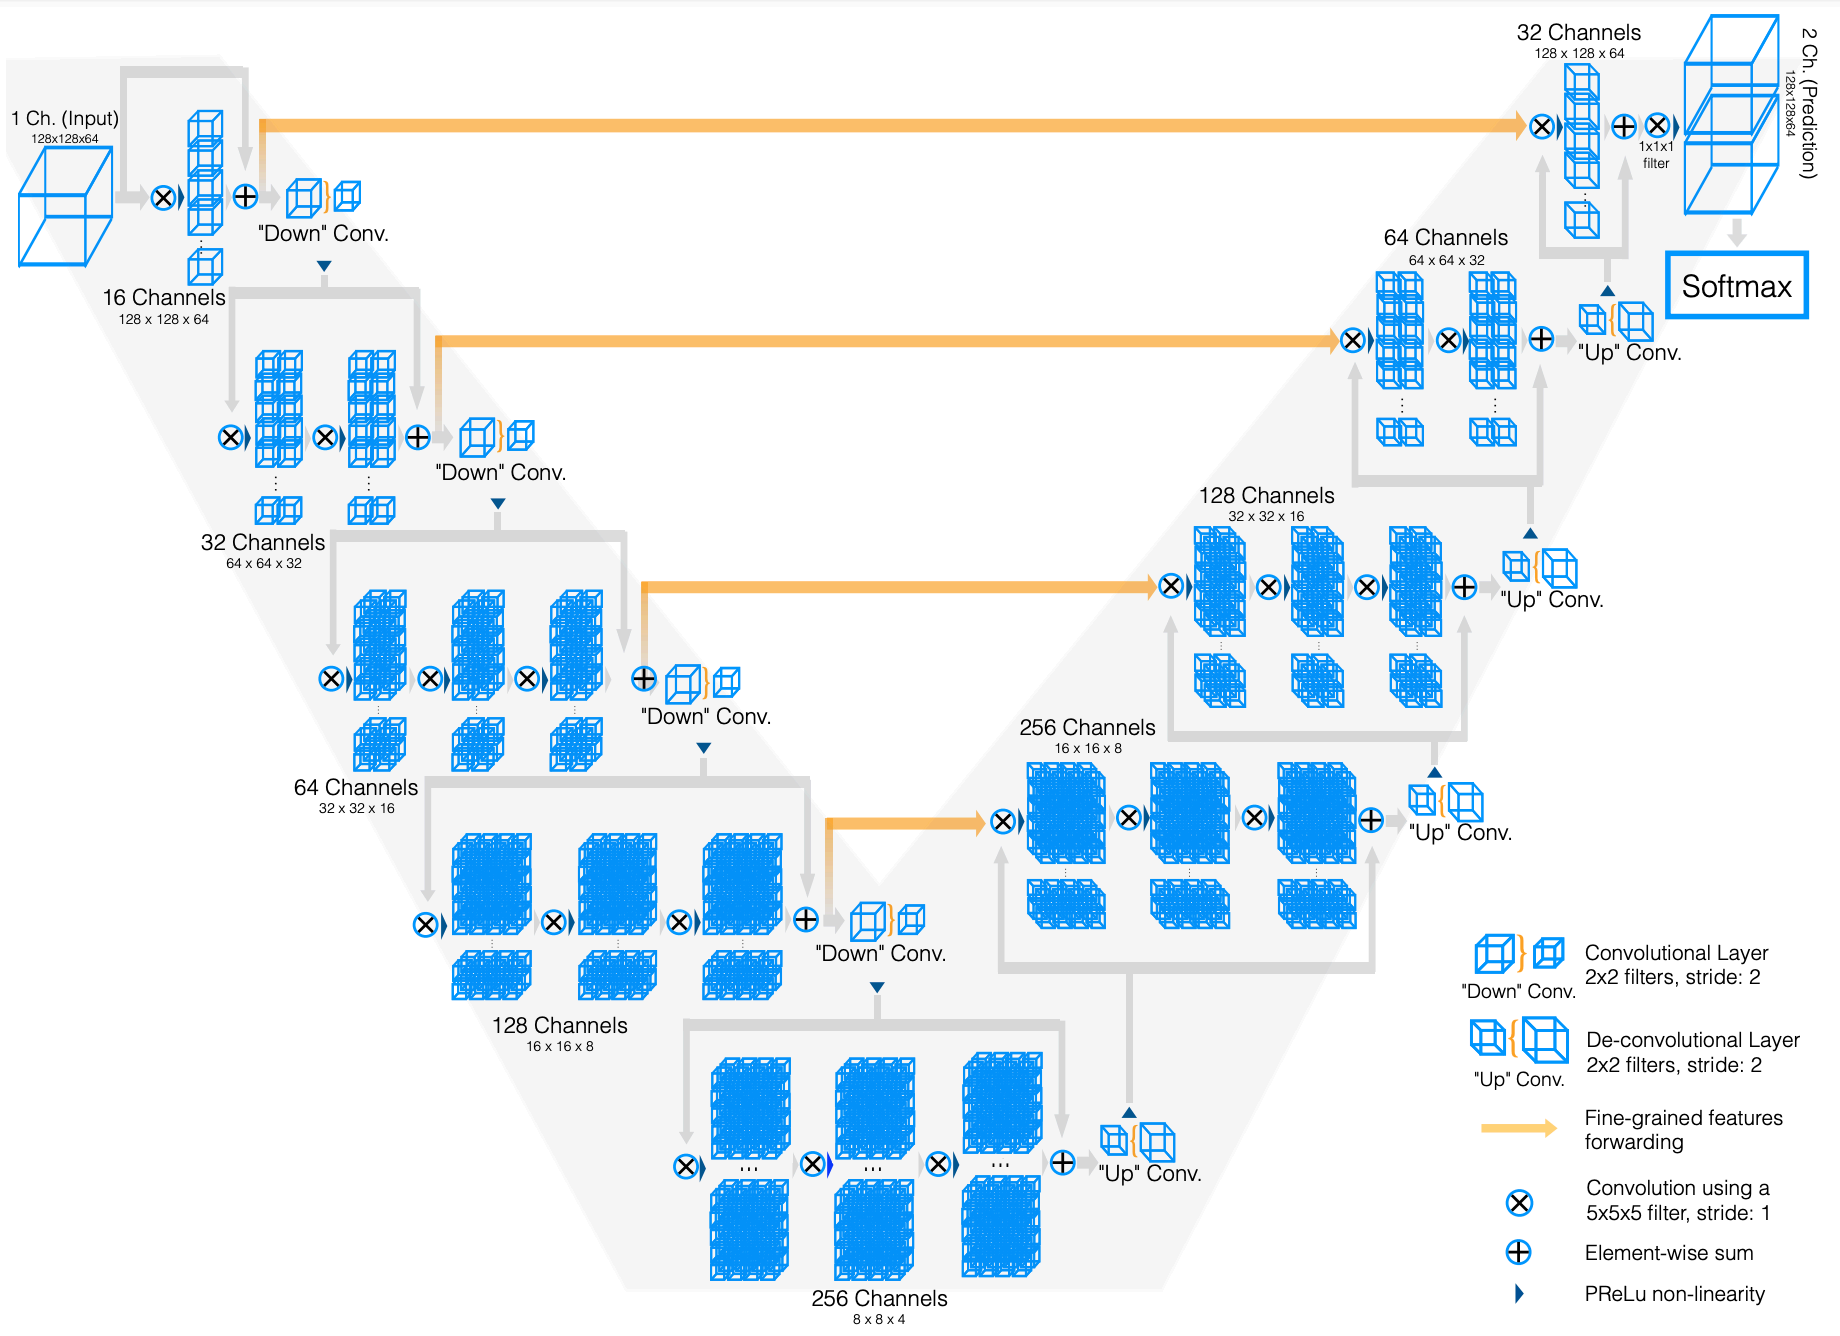 1 Ch. (Input)
128x128x64
16 Channels
128 x 128 x 64
"Down" Conv.
32 Channels
64 x 64 x 32
"Down" Conv.
64 Channels
32 x 32 x 16
"Down" Conv.
128 Channels
16 x 16 x 8
"Down" Conv.
256 Channels
8 x 8 x 4
"Up" Conv.
256 Channels
16 x 16 x 8
"Up" Conv.
128 Channels
32 x 32 x 16
"Up" Conv.
64 Channels
64 x 64 x 32
"Up" Conv.
32 Channels
128 x 128 x 64
1x1x1
filter
2 Ch. (Prediction)
128x128x64
Softmax
"Down" Conv.
Convolutional Layer
2x2 filters, stride: 2
"Up" Conv.
De-convolutional Layer
2x2 filters, stride: 2
Fine-grained features
forwarding
Convolution using a
5x5x5 filter, stride: 1
Element-wise sum
PReLu non-linearity